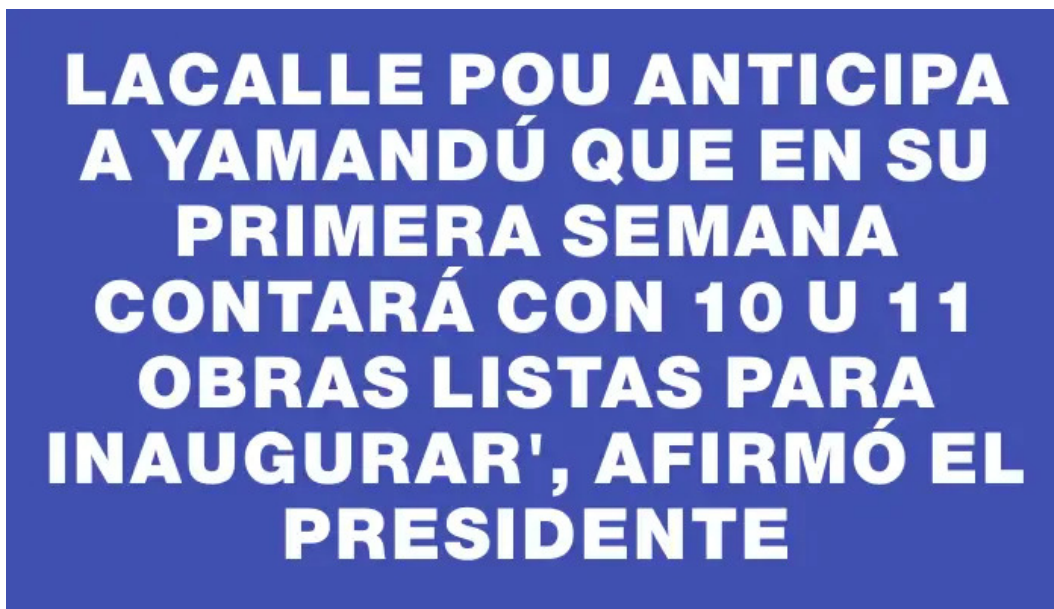 LACALLE POU ANTICIPA
A YAMANDÚ QUE EN SU
PRIMERA SEMANA
CONTARÁ CON 10 U 11
OBRAS LISTAS PARA
INAUGURAR', AFIRMÓ EL
PRESIDENTE